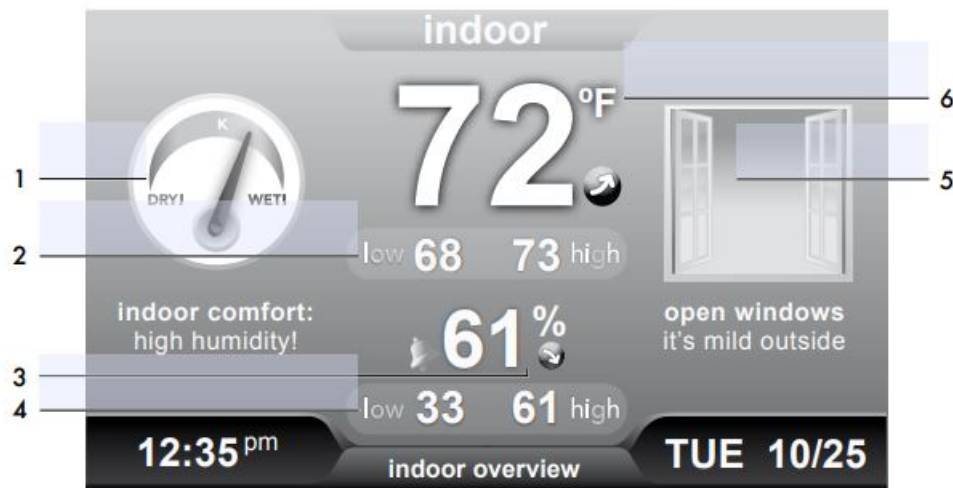 indoor
72 °F
K
DRY! WET!
low 68 73 high
indoor comfort:
high humidity!
61 %
open windows
it's mild outside
low 33 61 high
12:35 pm
indoor overview
TUE 10/25
1
2
3
4
5
6